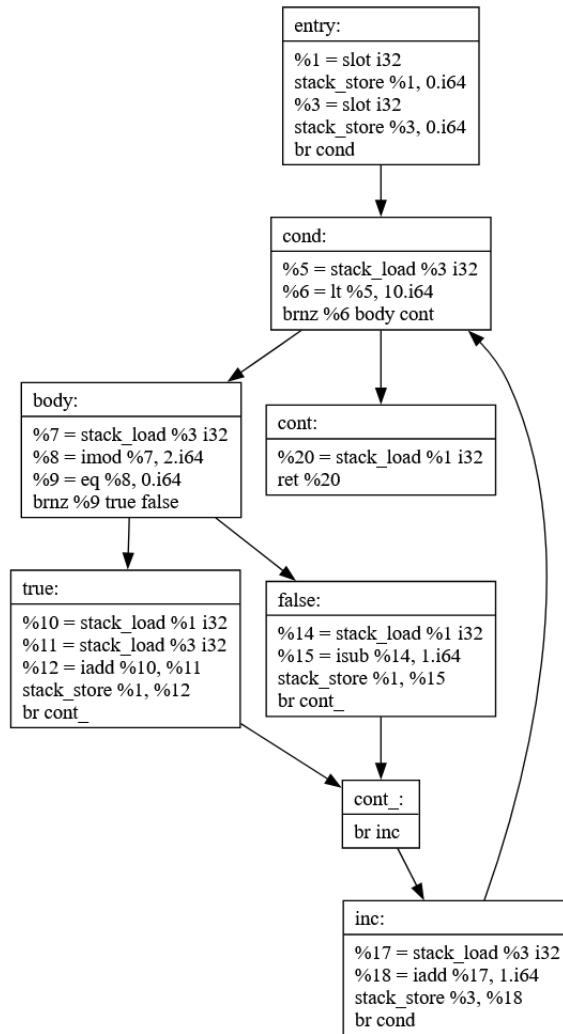 entry:
%1 = slot i32
stack_store %1, 0.i64
%3 = slot i32
stack_store %3, 0.i64
br cond
cond:
%5 = stack_load %3 i32
%6 = lt %5, 10.i64
brnz %6 body cont
body:
%7 = stack_load %3 i32
%8 = imod %7, 2.i64
%9 = eq %8, 0.i64
brnz %9 true false
cont:
%20 = stack_load %1 i32
ret %20
true:
%10 = stack_load %1 i32
%11 = stack_load %3 i32
%12 = iadd %10, %11
stack_store %1, %12
br cont_
false:
%14 = stack_load %1 i32
%15 = isub %14, 1.i64
stack_store %1, %15
br cont_
cont_:
br inc
inc:
%17 = stack_load %3 i32
%18 = iadd %17, 1.i64
stack_store %3, %18
br cond